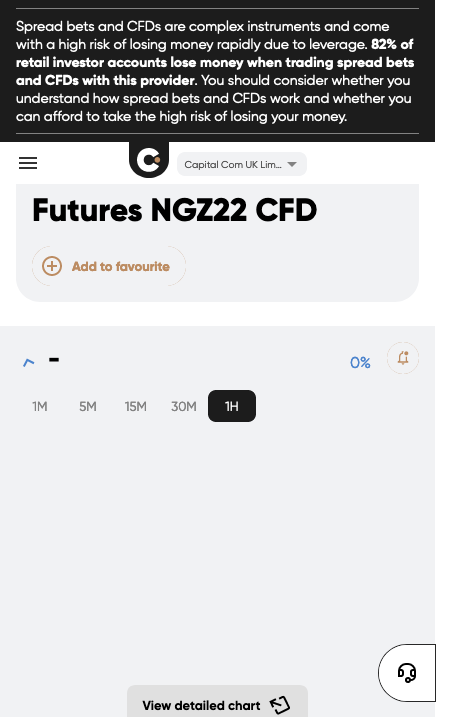 Spread bets and CFDs are complex instruments and come
with a high risk of losing money rapidly due to leverage. 82% of
retail investor accounts lose money when trading spread bets
and CFDs with this provider. You should consider whether you
understand how spread bets and CFDs work and whether you
can afford to take the high risk of losing your money.
Capital Com UK Lim...
Futures NGZ22 CFD
Add to favourite
-
0%
1M 5M 15M 30M 1H
View detailed chart